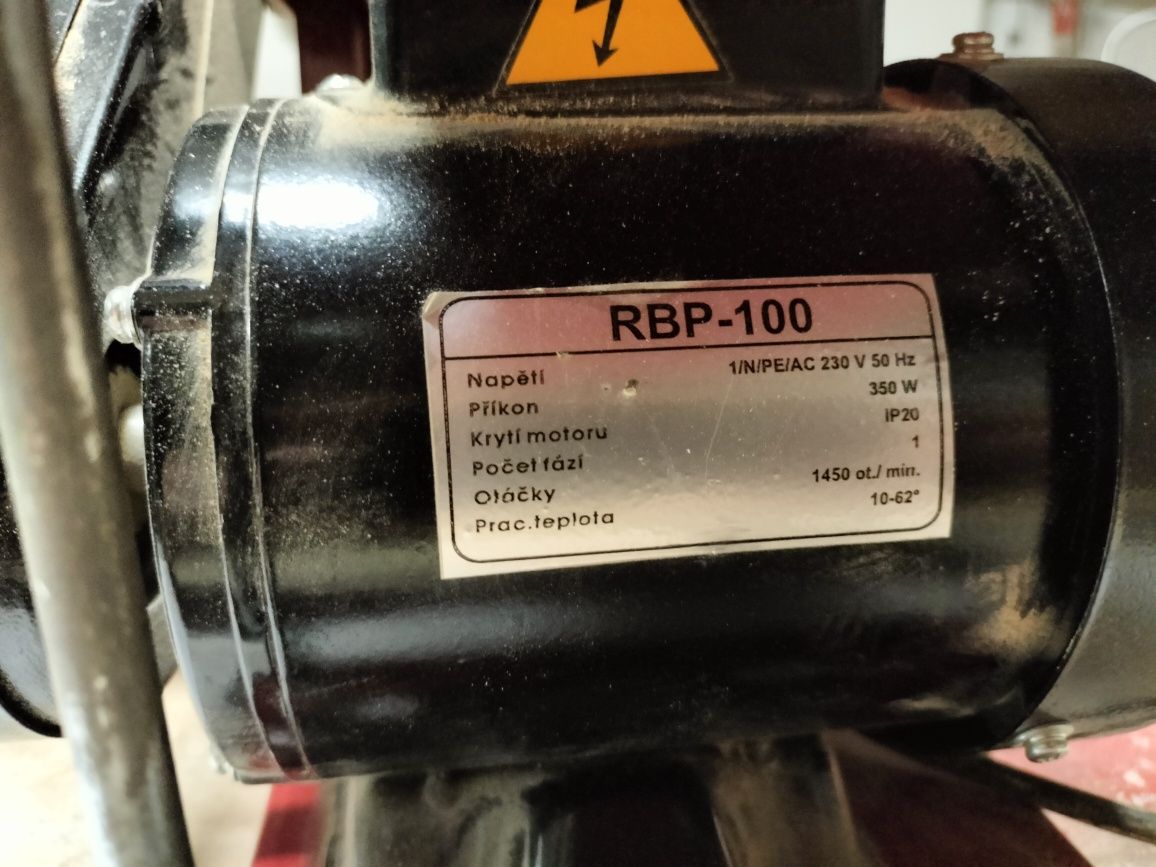 RBP-100
Napětí 1/N/PE/AC 230 V 50 Hz
Příkon 350 W
Krytí motoru IP20
Počet fází 1
Otáčky 1450 ot./ min.
Prac.teplota 10-62°